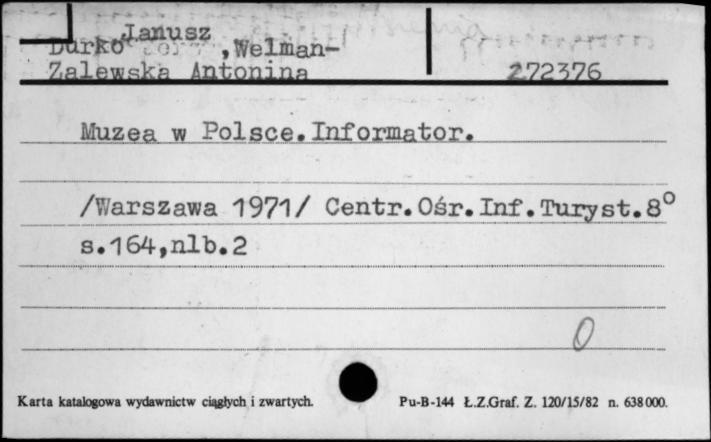 Janusz
Durko ,Welman-
Zalewska Antonina 272376
Muzea w Polsce.Informator.
/Warszawa 1971/ Centr.Ośr.Inf.Turyst.8°
s.164,nlb.2
0
Karta katalogowa wydawnictw ciągłych i zwartych. Pu-B-144 Ł.Z.Graf. Z. 120/15/82 n. 638000.